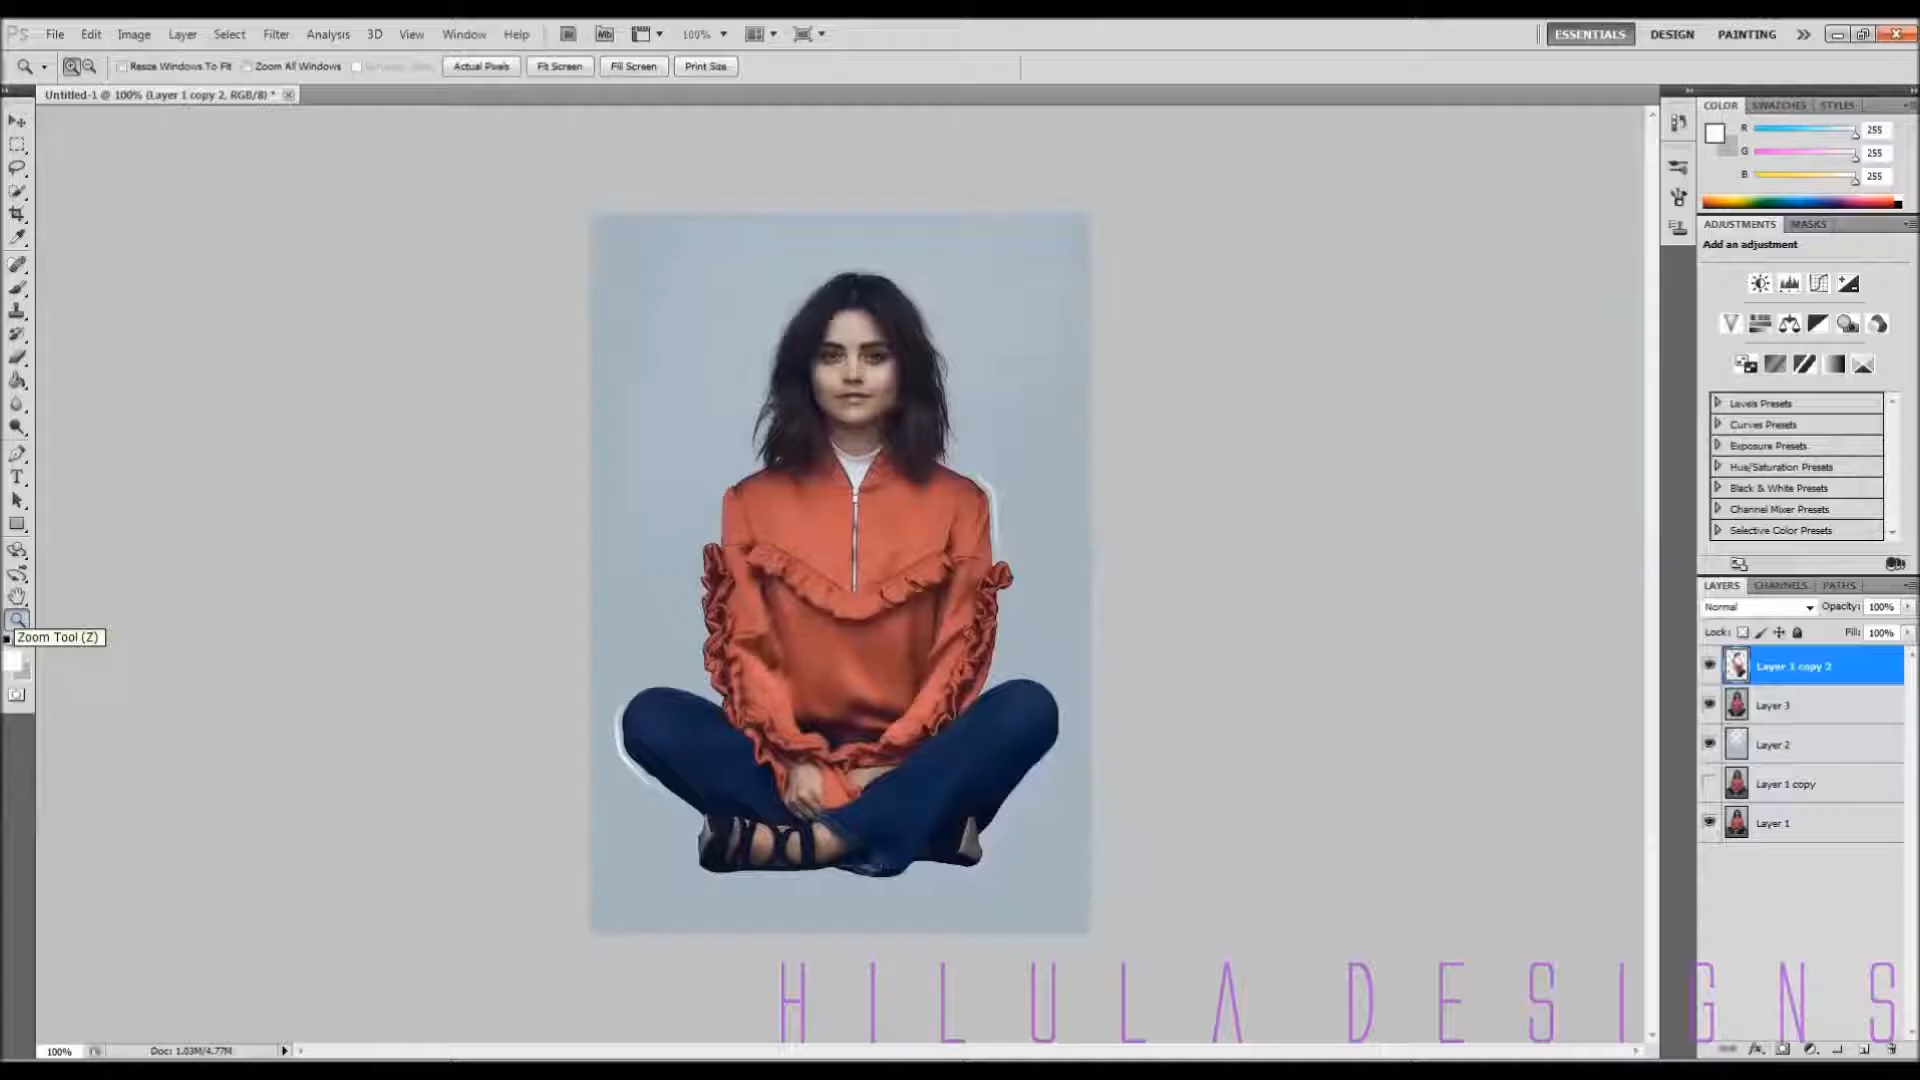 Ps File Edit Image Layer Select Filter Analysis 3D View Window Help Br Mb 100% ESSENTIALS DESIGN PAINTING
Resize Windows To Fit Zoom All Windows Actual Pixels Fit Screen Fill Screen Print Size
Untitled-1 @ 100% (Layer 1 copy 2, RGB/8) *
COLOR SWATCHES STYLES
R 255
G 255
B 255
ADJUSTMENTS MASKS
Add an adjustment
Levels Presets
Curves Presets
Exposure Presets
Hue/Saturation Presets
Black & White Presets
Channel Mixer Presets
Selective Color Presets
LAYERS CHANNELS PATHS
Normal Opacity: 100%
Lock: Fill: 100%
Zoom Tool (Z)
Layer 1 copy 2
Layer 3
Layer 2
Layer 1 copy
Layer 1
HILULA DESIGNS
100% Doc: 1.03M/4.77M